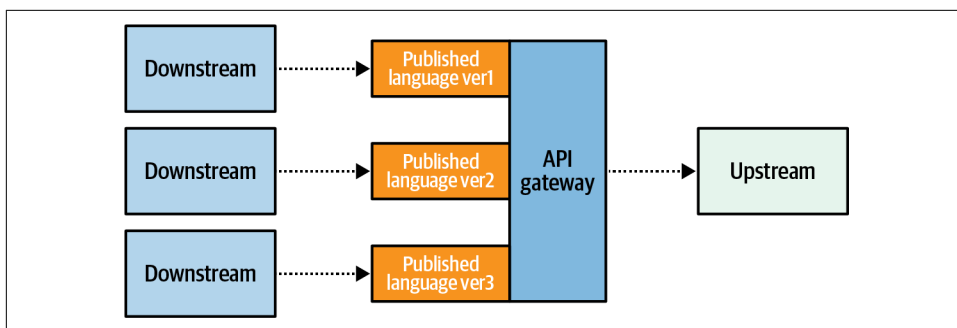 Downstream
Published
language ver1
Downstream
Published
language ver2
API
gateway
Upstream
Downstream
Published
language ver3